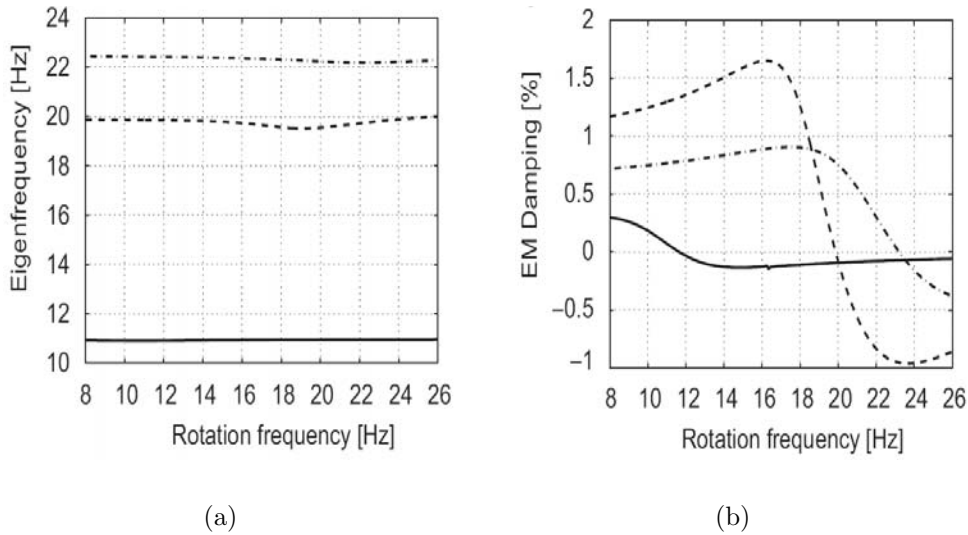 24
22
20
18
16
14
12
10
8 10 12 14 16 18 20 22 24 26
Eigenfrequency [Hz]
Rotation frequency [Hz]
(a)
2
1.5
1
0.5
0
−0.5
−1
8 10 12 14 16 18 20 22 24 26
EM Damping [%]
Rotation frequency [Hz]
(b)